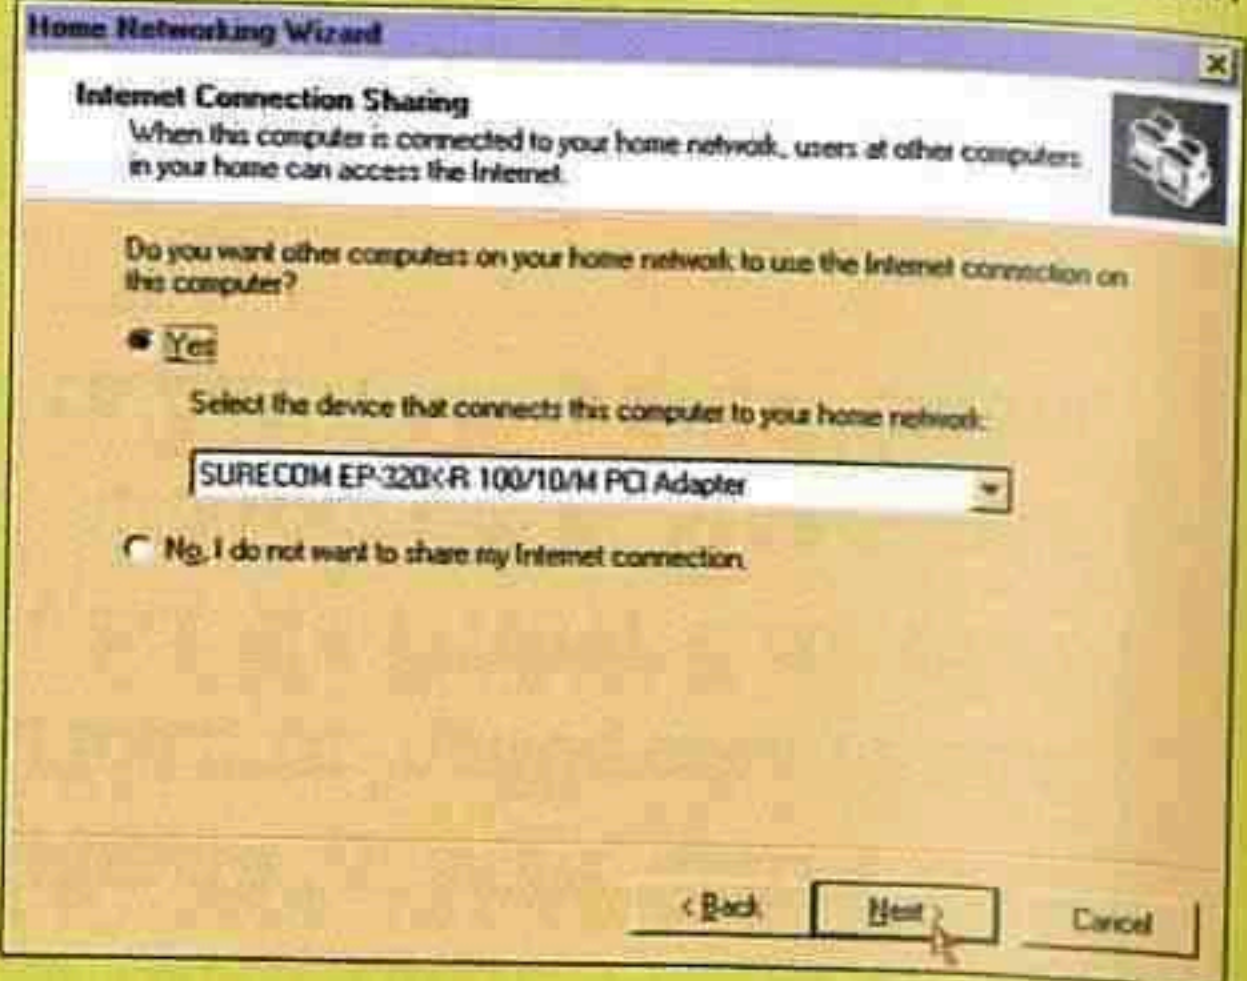 Home Networking Wizard
Internet Connection Sharing
When this computer is connected to your home network, users at other computers
in your home can access the Internet.
Do you want other computers on your home network to use the Internet connection on
this computer?
Yes
Select the device that connects this computer to your home network:
SURECOM EP-320X-R 100/10/M PCI Adapter
No, I do not want to share my Internet connection.
< Back
Next >
Cancel